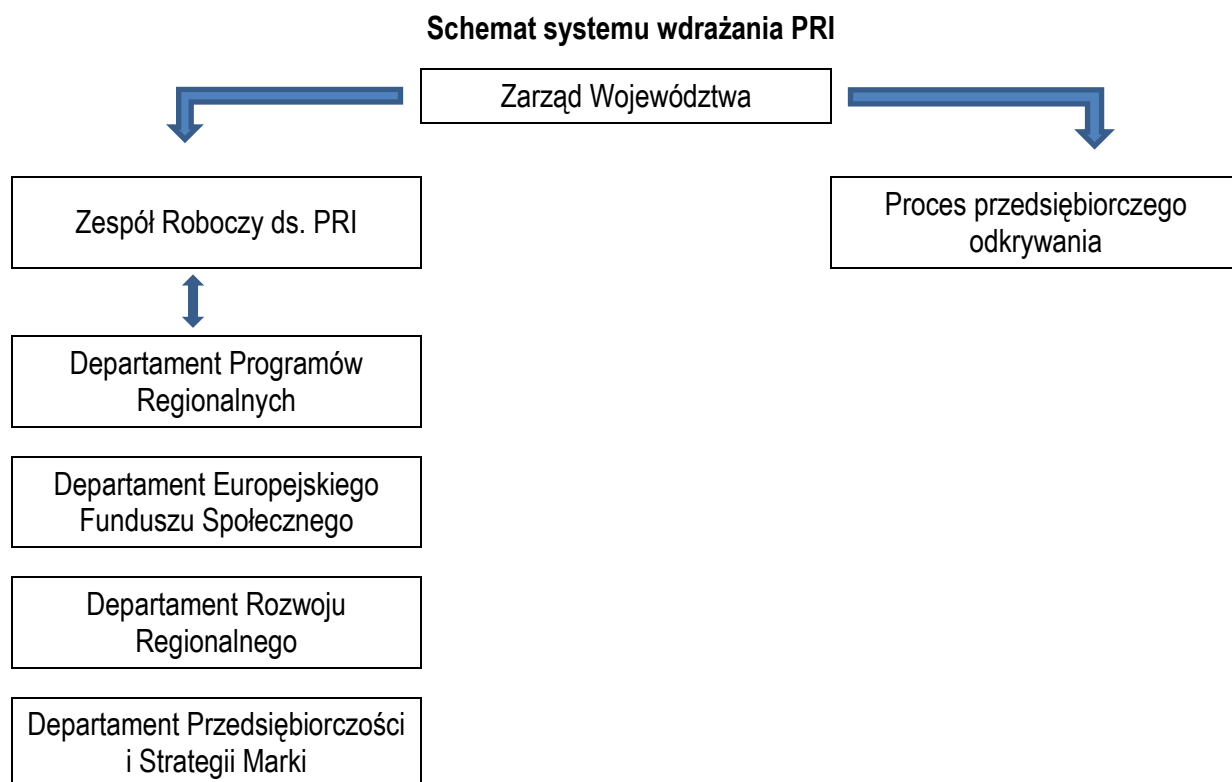 Schemat systemu wdrażania PRI
Zarząd Województwa
Zespół Roboczy ds. PRI
Proces przedsiębiorczego
odkrywania
Departament Programów
Regionalnych
Departament Europejskiego
Funduszu Społecznego
Departament Rozwoju
Regionalnego
Departament Przedsiębiorczości
i Strategii Marki